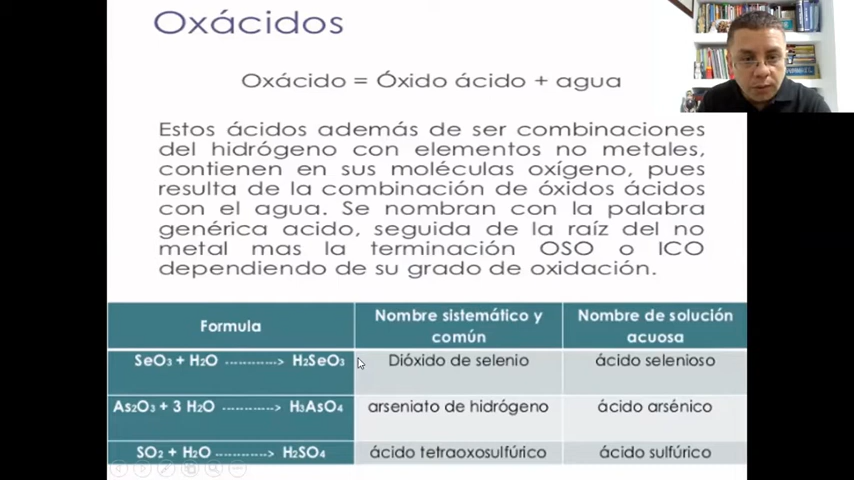 Oxácidos
Oxácido = Óxido ácido + agua
Estos ácidos además de ser combinaciones
del hidrógeno con elementos no metales,
contienen en sus moléculas oxígeno, pues
resulta de la combinación de óxidos ácidos
con el agua. Se nombran con la palabra
genérica acido, seguida de la raíz del no
metal mas la terminación OSO o ICO
dependiendo de su grado de oxidación.
Formula
Nombre sistemático y
común
Nombre de solución
acuosa
SeO₃ + H₂O ------------> H₂SeO₃
Dióxido de selenio
ácido selenioso
As₂O₃ + 3 H₂O ------------> H₃AsO₄
arseniato de hidrógeno
ácido arsénico
SO₂ + H₂O ------------> H₂SO₄
ácido tetraoxosulfúrico
ácido sulfúrico